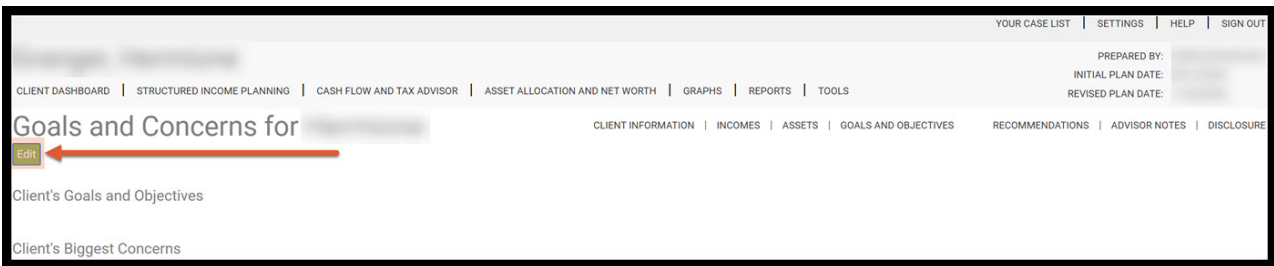 YOUR CASE LIST | SETTINGS | HELP | SIGN OUT
PREPARED BY:
INITIAL PLAN DATE:
REVISED PLAN DATE:
CLIENT DASHBOARD | STRUCTURED INCOME PLANNING | CASH FLOW AND TAX ADVISOR | ASSET ALLOCATION AND NET WORTH | GRAPHS | REPORTS | TOOLS
Goals and Concerns for
CLIENT INFORMATION | INCOMES | ASSETS | GOALS AND OBJECTIVES RECOMMENDATIONS | ADVISOR NOTES | DISCLOSURE
Edit
Client's Goals and Objectives
Client's Biggest Concerns